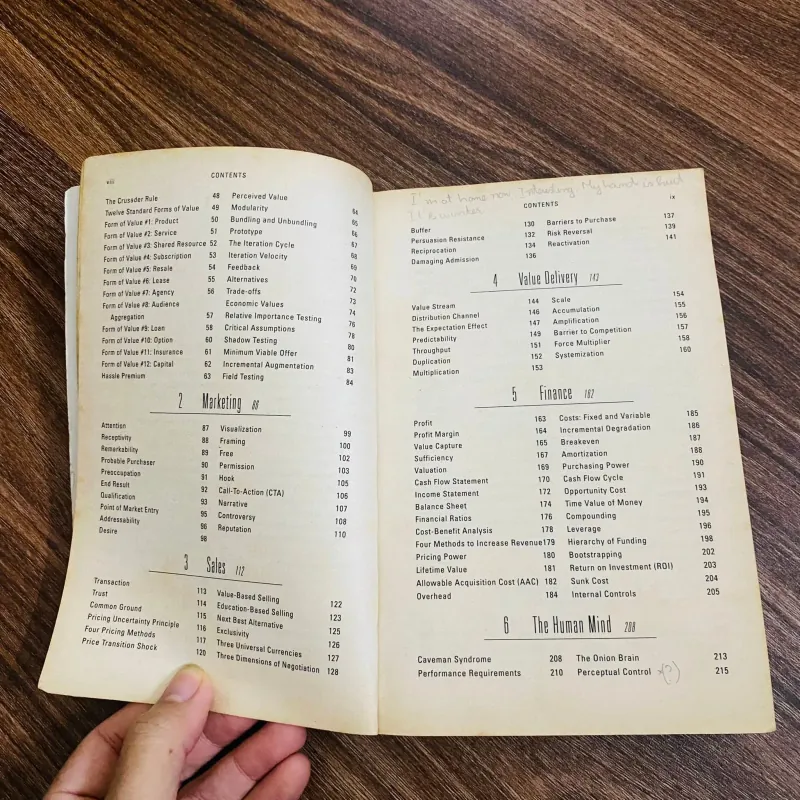 viii
CONTENTS
The Crusader Rule 48
Twelve Standard Forms of Value 49
Form of Value #1: Product 50
Form of Value #2: Service 51
Form of Value #3: Shared Resource 52
Form of Value #4: Subscription 53
Form of Value #5: Resale 54
Form of Value #6: Lease 55
Form of Value #7: Agency 56
Form of Value #8: Audience
Aggregation 57
Form of Value #9: Loan 58
Form of Value #10: Option 60
Form of Value #11: Insurance 61
Form of Value #12: Capital 62
Hassle Premium 63
Perceived Value 64
Modularity 65
Bundling and Unbundling 66
Prototype 67
The Iteration Cycle 68
Iteration Velocity 69
Feedback 70
Alternatives 72
Trade-offs 73
Economic Values 74
Relative Importance Testing 76
Critical Assumptions 78
Shadow Testing 80
Minimum Viable Offer 81
Incremental Augmentation 83
Field Testing 84
2 Marketing 86
Attention 87
Receptivity 88
Remarkability 89
Probable Purchaser 90
Preoccupation 91
End Result 92
Qualification 93
Point of Market Entry 95
Addressability 96
Desire 98
Visualization 99
Framing 100
Free 102
Permission 103
Hook 105
Call-To-Action (CTA) 106
Narrative 107
Controversy 108
Reputation 110
3 Sales 112
Transaction 113
Trust 114
Common Ground 115
Pricing Uncertainty Principle 116
Four Pricing Methods 117
Price Transition Shock 120
Value-Based Selling 122
Education-Based Selling 123
Next Best Alternative 125
Exclusivity 126
Three Universal Currencies 127
Three Dimensions of Negotiation 128
I'm not home My heart is
winter
CONTENTS
ix
Buffer 130
Persuasion Resistance 132
Reciprocation 134
Damaging Admission 136
Barriers to Purchase 137
Risk Reversal 139
Reactivation 141
4 Value Delivery
Value Stream 144
Distribution Channel 146
The Expectation Effect 147
Predictability 149
Throughput 151
Duplication 152
Multiplication 153
Scale 154
Accumulation 155
Amplification 156
Barrier to Competition 157
Force Multiplier 158
Systemization 160
5 Finance 162
Profit 163
Profit Margin 164
Value Capture 165
Sufficiency 167
Valuation 169
Cash Flow Statement 170
Income Statement 172
Balance Sheet 174
Financial Ratios 176
Cost-Benefit Analysis 178
Four Methods to Increase Revenue 179
Pricing Power 180
Lifetime Value 181
Allowable Acquisition Cost (AAC) 182
Overhead 184
Costs: Fixed and Variable 185
Incremental Degradation 186
Breakeven 187
Amortization 188
Purchasing Power 190
Cash Flow Cycle 191
Opportunity Cost 193
Time Value of Money 194
Compounding 195
Leverage 196
Hierarchy of Funding 198
Bootstrapping 202
Return on Investment (ROI) 203
Sunk Cost 204
Internal Controls 205
6 The Human Mind
Caveman Syndrome 208
Performance Requirements 210
The Onion Brain 213
Perceptual Control *(?) 215